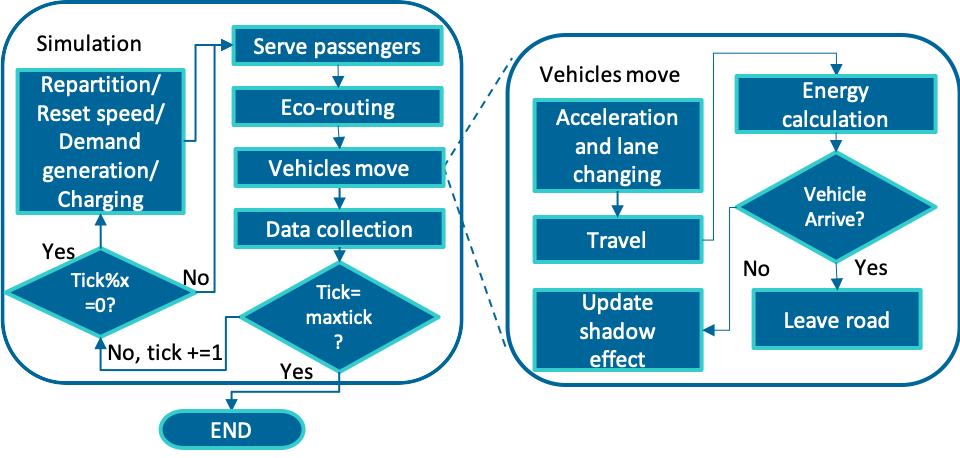 Simulation
Serve passengers
Repartition/
Reset speed/
Demand
generation/
Charging
Eco-routing
Vehicles move
Data collection
Yes
No
Tick%x
=0?
Tick=
maxtick
?
No, tick +=1
Yes
END
Vehicles move
Acceleration
and lane
changing
Travel
Energy
calculation
Vehicle
Arrive?
No
Yes
Update
shadow
effect
Leave road